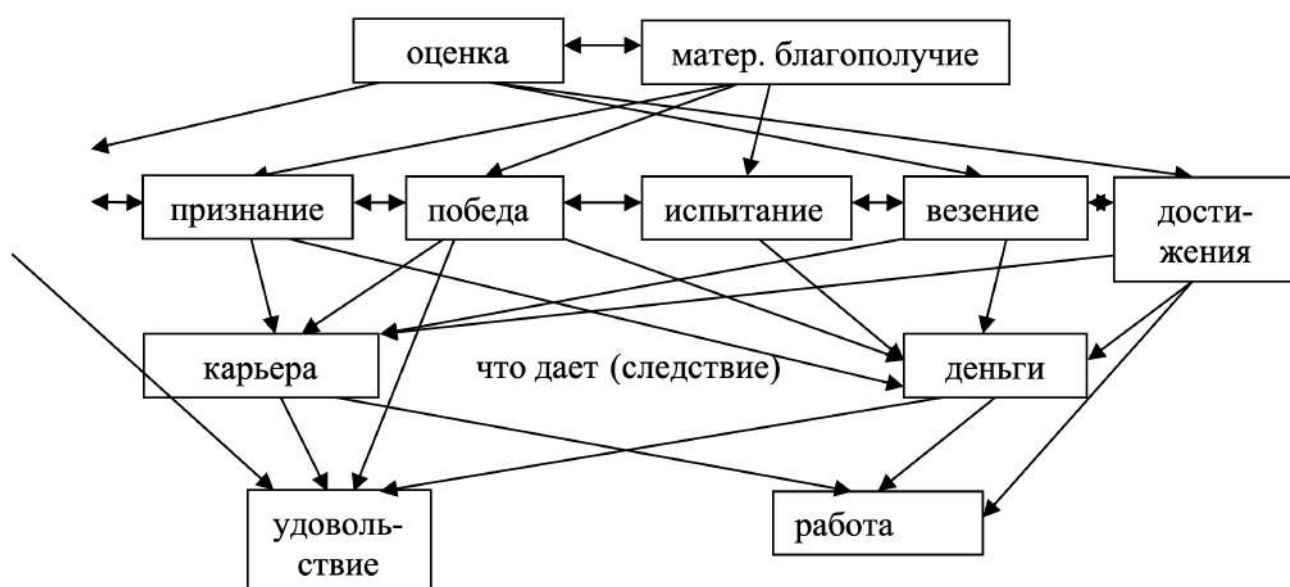 оценка
матер. благополучие
признание
победа
испытание
везение
дости-
жения
карьера
что дает (следствие)
деньги
удоволь-
ствие
работа